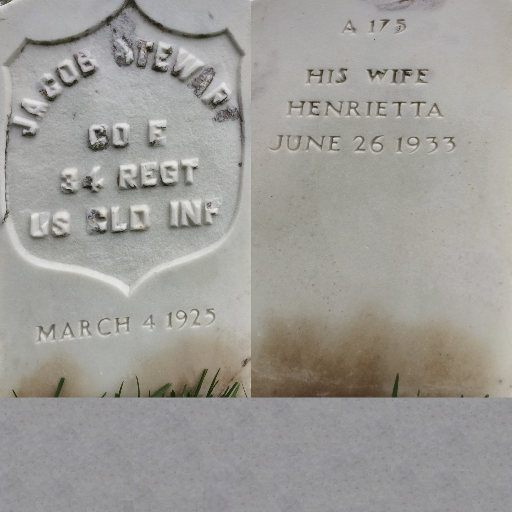 JACOB STEWART
CO F
34 REGT
US CLD INF
MARCH 4 1925
A 175
HIS WIFE
HENRIETTA
JUNE 26 1933